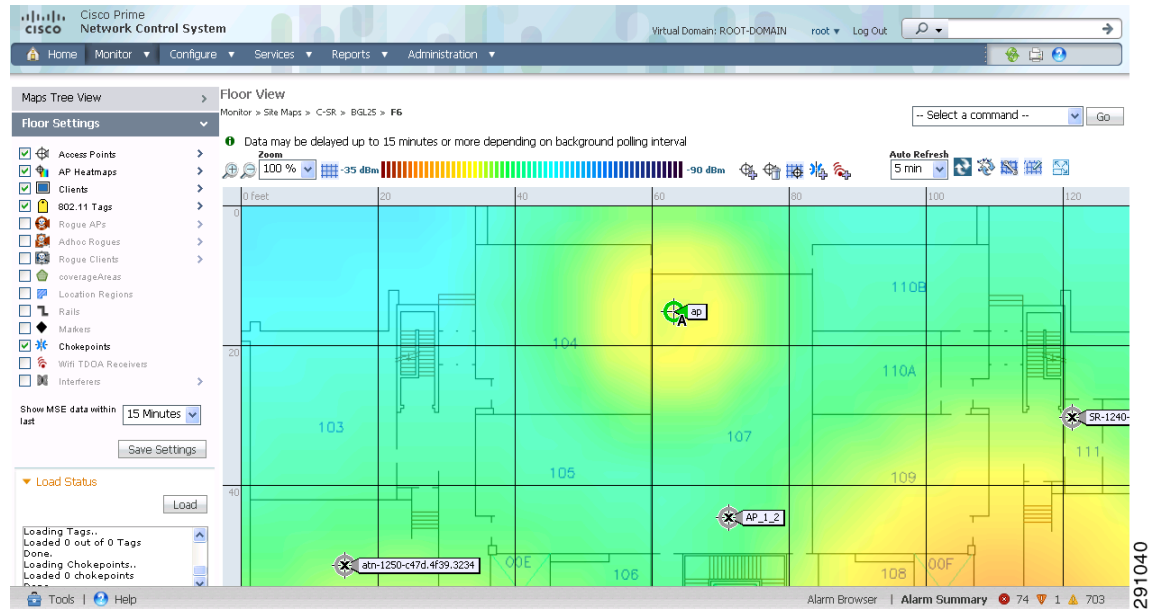 Cisco Prime
CISCO Network Control System
Virtual Domain: ROOT-DOMAIN root ▼ Log Out
Home Monitor ▼ Configure ▼ Services ▼ Reports ▼ Administration ▼
Maps Tree View
Floor Settings
Access Points
AP Heatmaps
Clients
802.11 Tags
Rogue APs
Adhoc Rogues
Rogue Clients
coverageAreas
Location Regions
Rails
Markers
Chokepoints
Wifi TDOA Receivers
Interferers
Show MSE data within last 15 Minutes
Save Settings
Load Status
Load
Loading Tags..
Loaded 0 out of 0 Tags
Done.
Loading Chokepoints..
Loaded 0 chokepoints
Floor View
Monitor > Site Maps > C-SR > BGL25 > F6
-- Select a command -- Go
Data may be delayed up to 15 minutes or more depending on background polling interval
Zoom
100 % -35 dBm -90 dBm
Auto Refresh
5 min
0 feet 20 40 60 80 100 120
0
20
40
110B
A ap
104
110A
SR-1240-
103
107
111
105
109
AP_1_2
atn-1250-c47d.4f39.3234
00E
106
108
00F
Tools | Help
Alarm Browser | Alarm Summary 74 1 703
291040